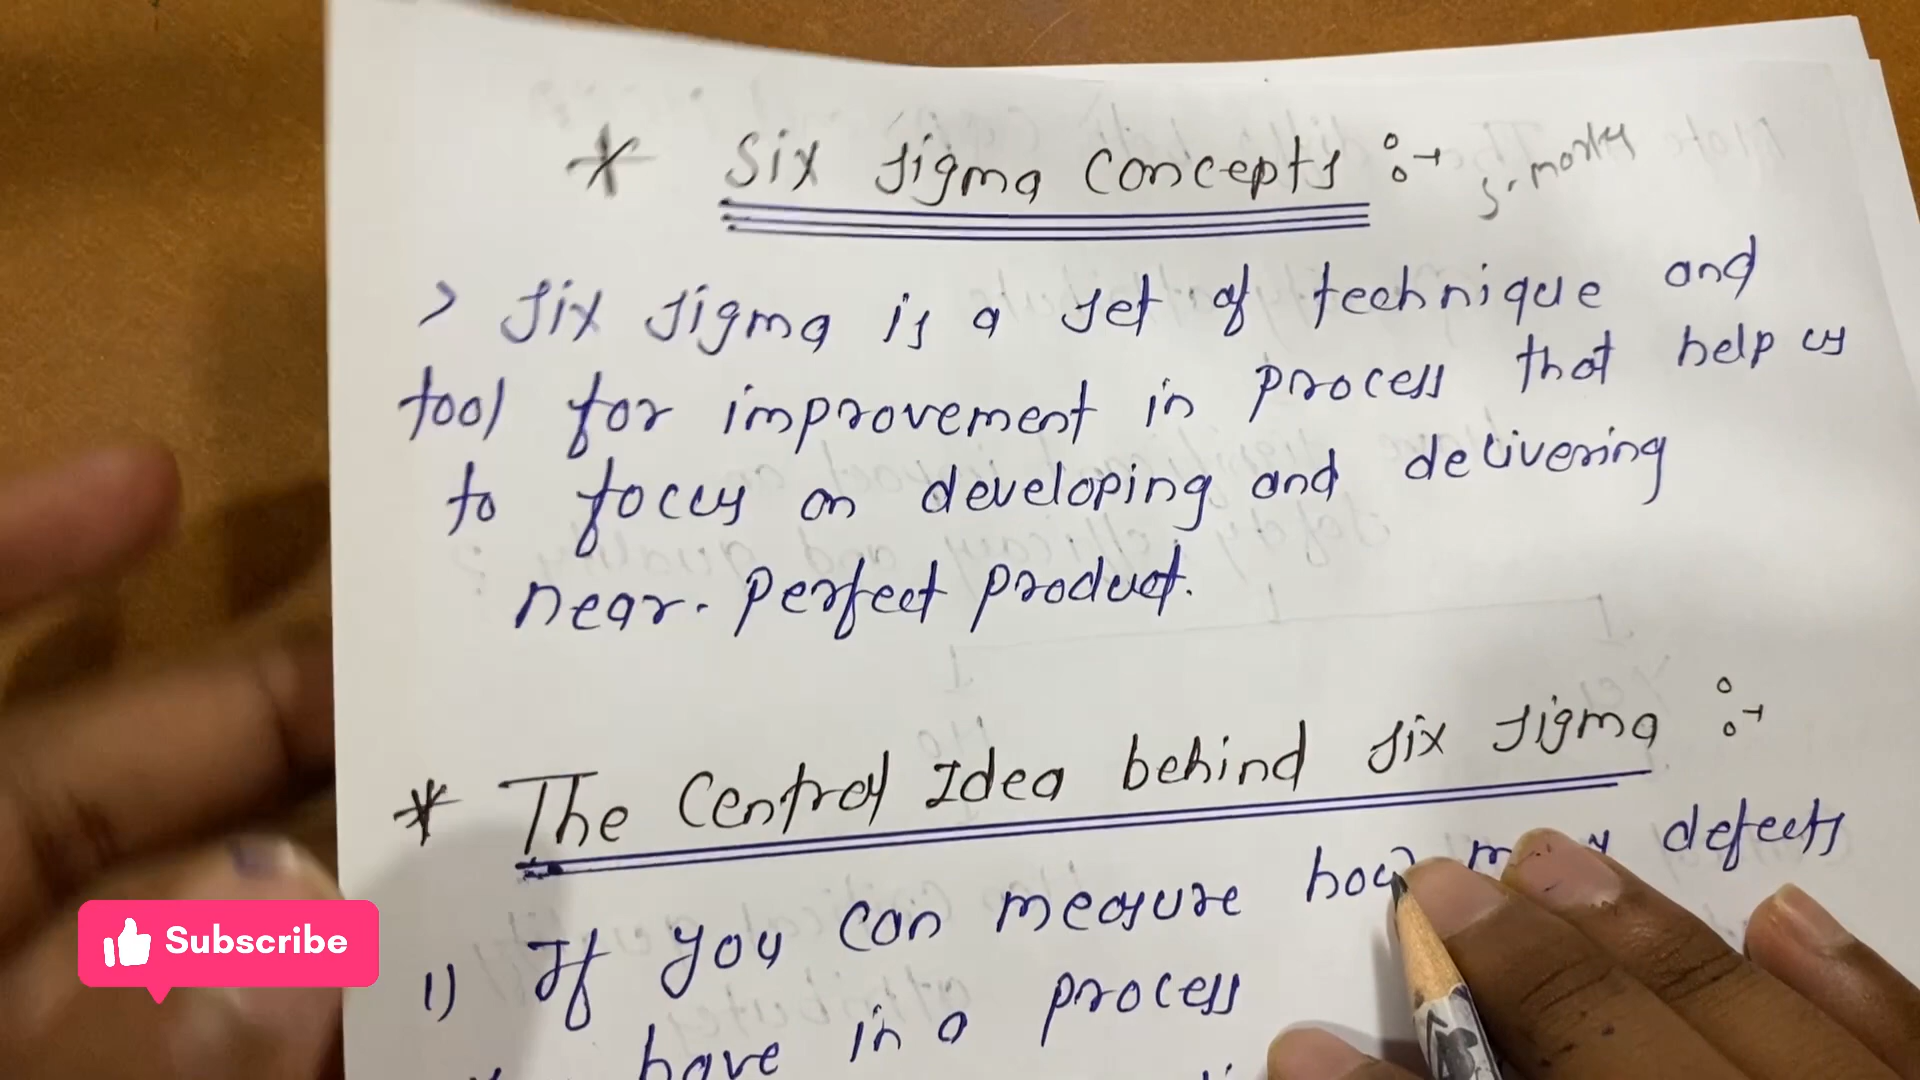 * Six Sigma Concepts :→ 5. marks
> Six Sigma is a set of technique and
tool for improvement in process that help us
to focus on developing and delivering
near. perfect product.
* The Central Idea behind Six Sigma :→
1) If you can measure how many defects
have in a process
Subscribe